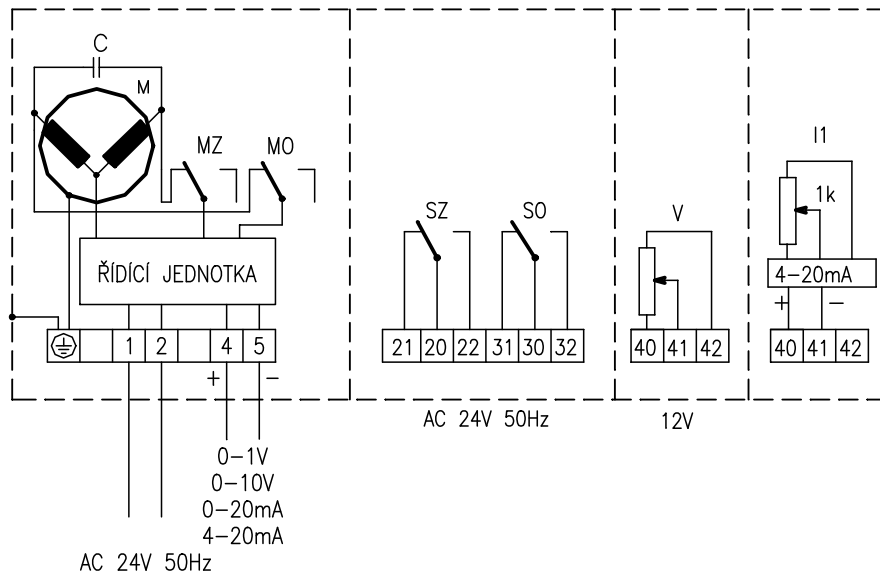 C
M
MZ
MO
ŘÍDÍCÍ JEDNOTKA
1 2 4 5
+ −
0−1V
0−10V
0−20mA
4−20mA
AC 24V 50Hz
SZ
SO
21 20 22 31 30 32
AC 24V 50Hz
V
40 41 42
12V
I1
1k
4−20mA
+ −
40 41 42